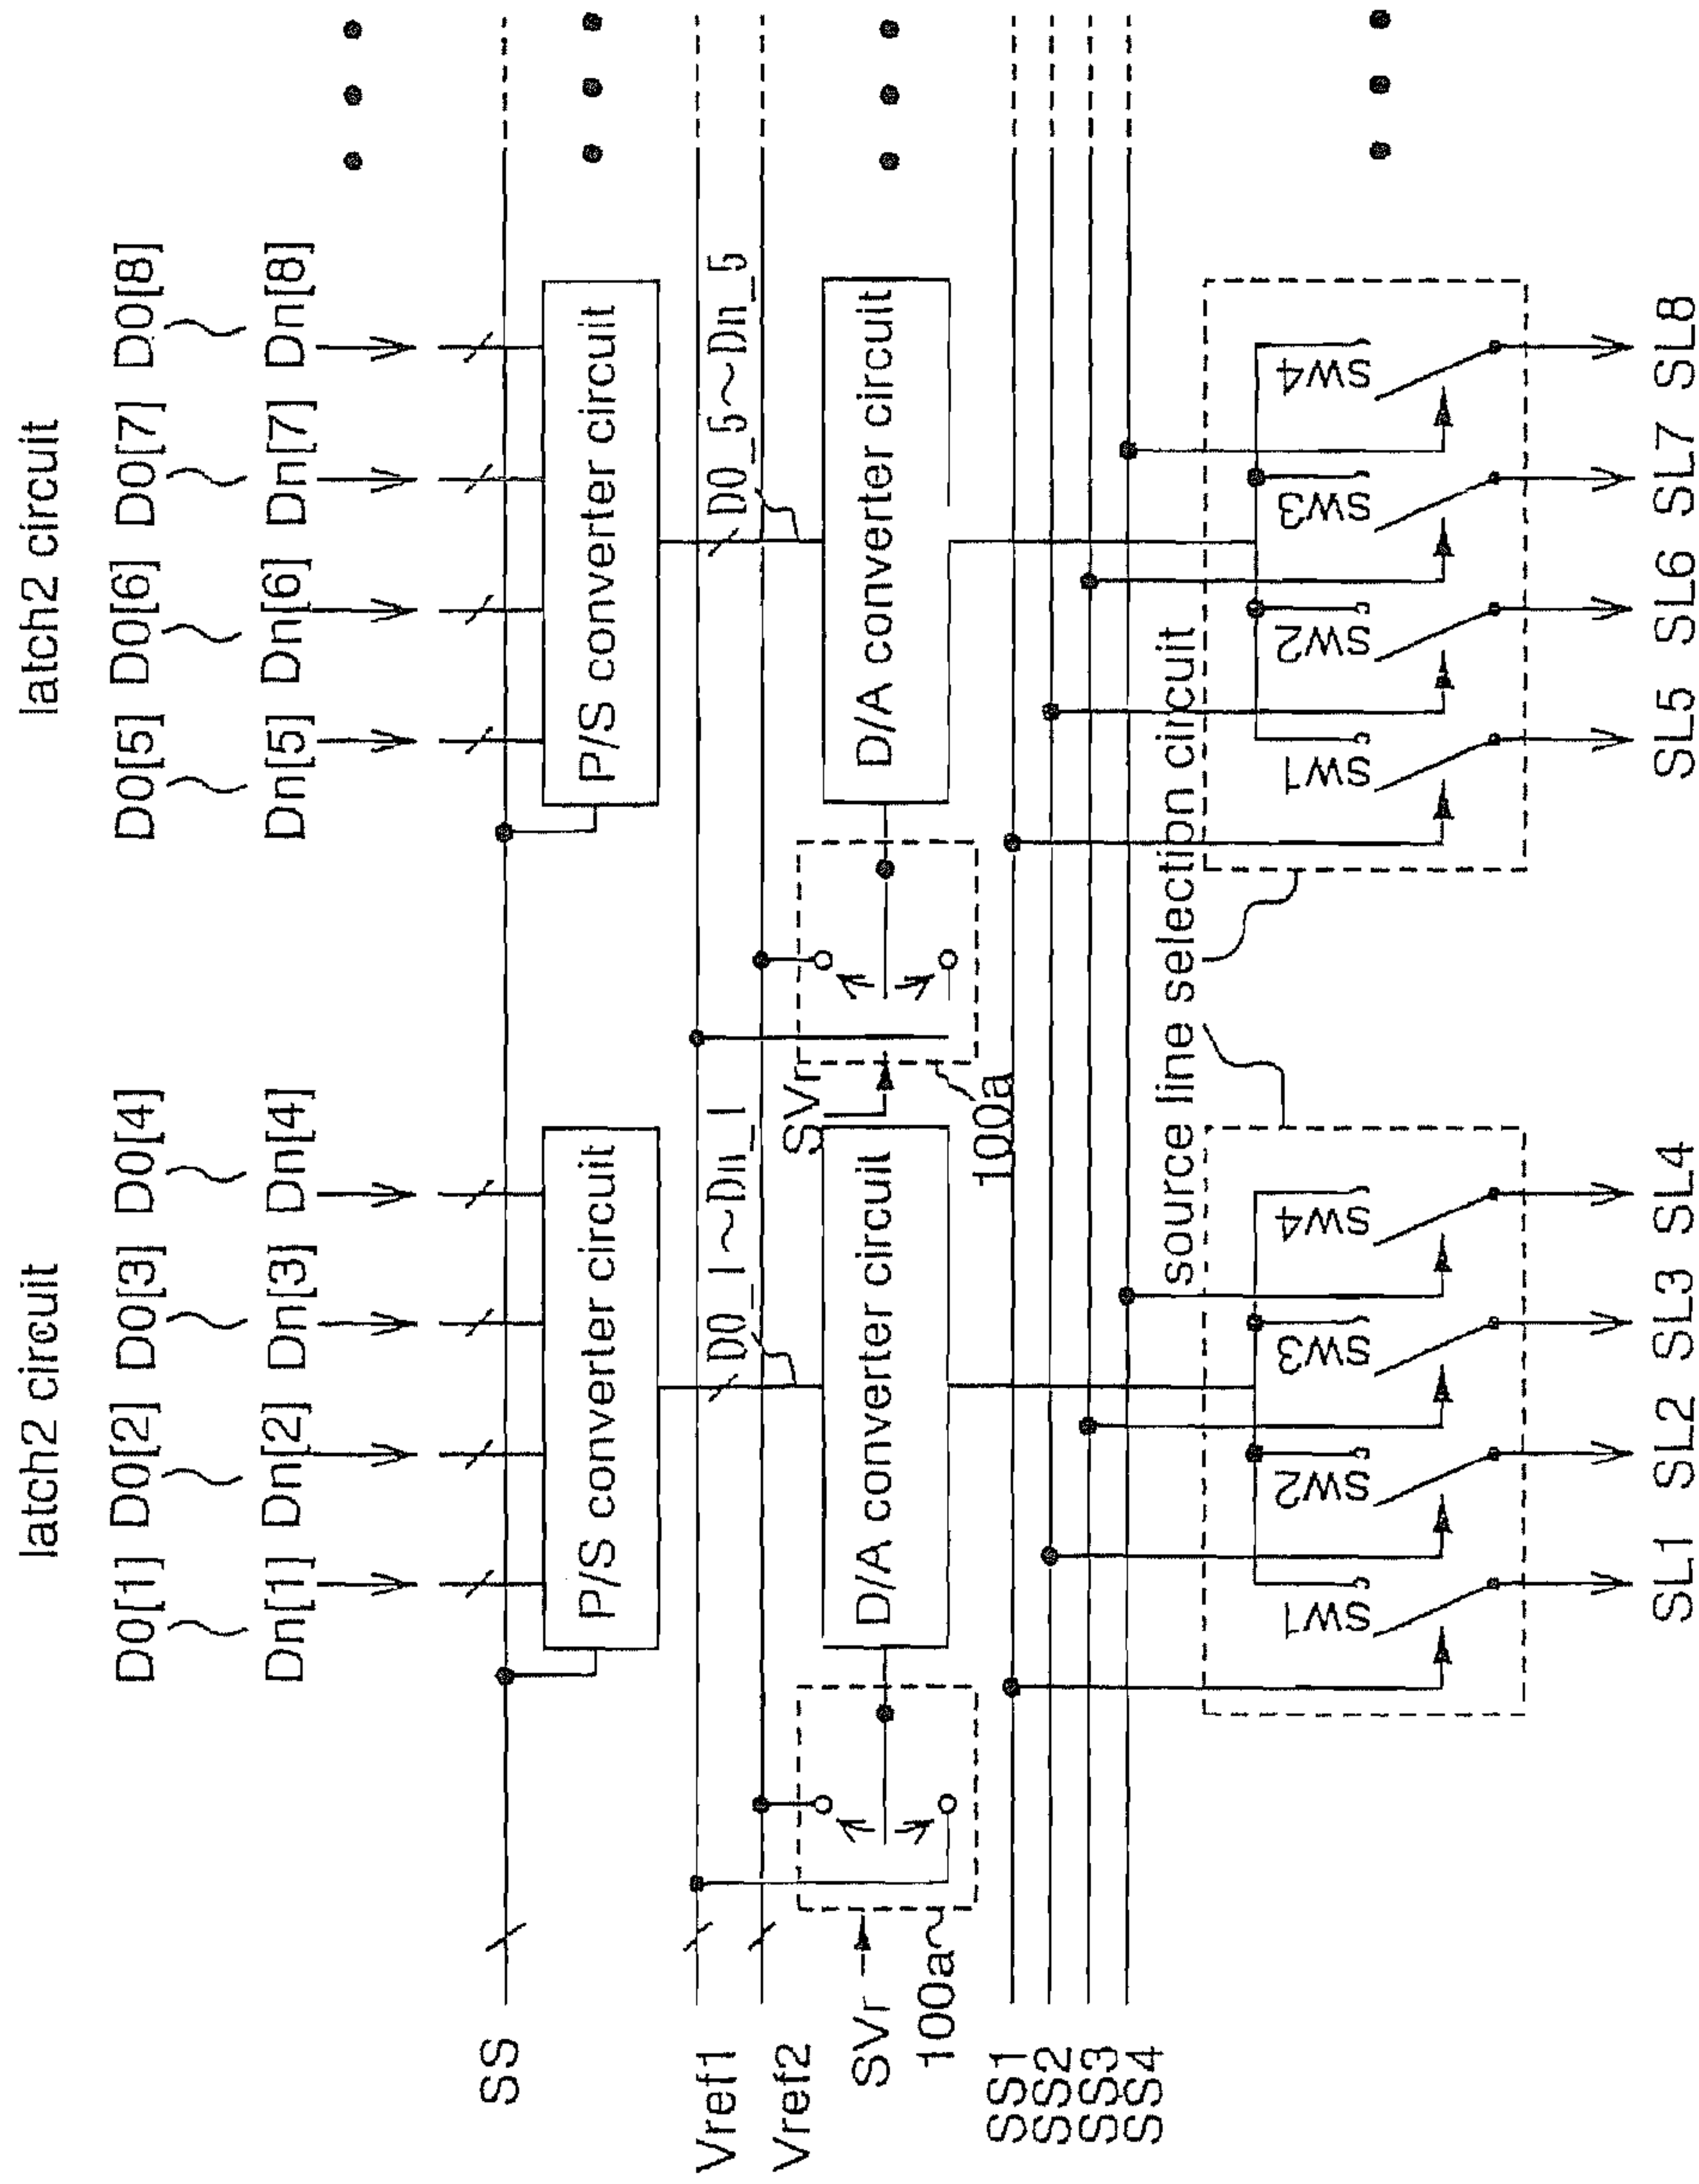 latch2 circuit
latch2 circuit
D0[1] D0[2] D0[3] D0[4]
D0[5] D0[6] D0[7] D0[8]
Dn[1] Dn[2] Dn[3] Dn[4]
Dn[5] Dn[6] Dn[7] Dn[8]
SS
P/S converter circuit
P/S converter circuit
Vref1
D0_1~Dn_1
D0_5~Dn_5
Vref2
SVr
D/A converter circuit
SVr
D/A converter circuit
100a
100a
SS1
SS2
SS3
SS4
source line selection circuit
SW1 SW2 SW3 SW4
SW1 SW2 SW3 SW4
SL1 SL2 SL3 SL4
SL5 SL6 SL7 SL8